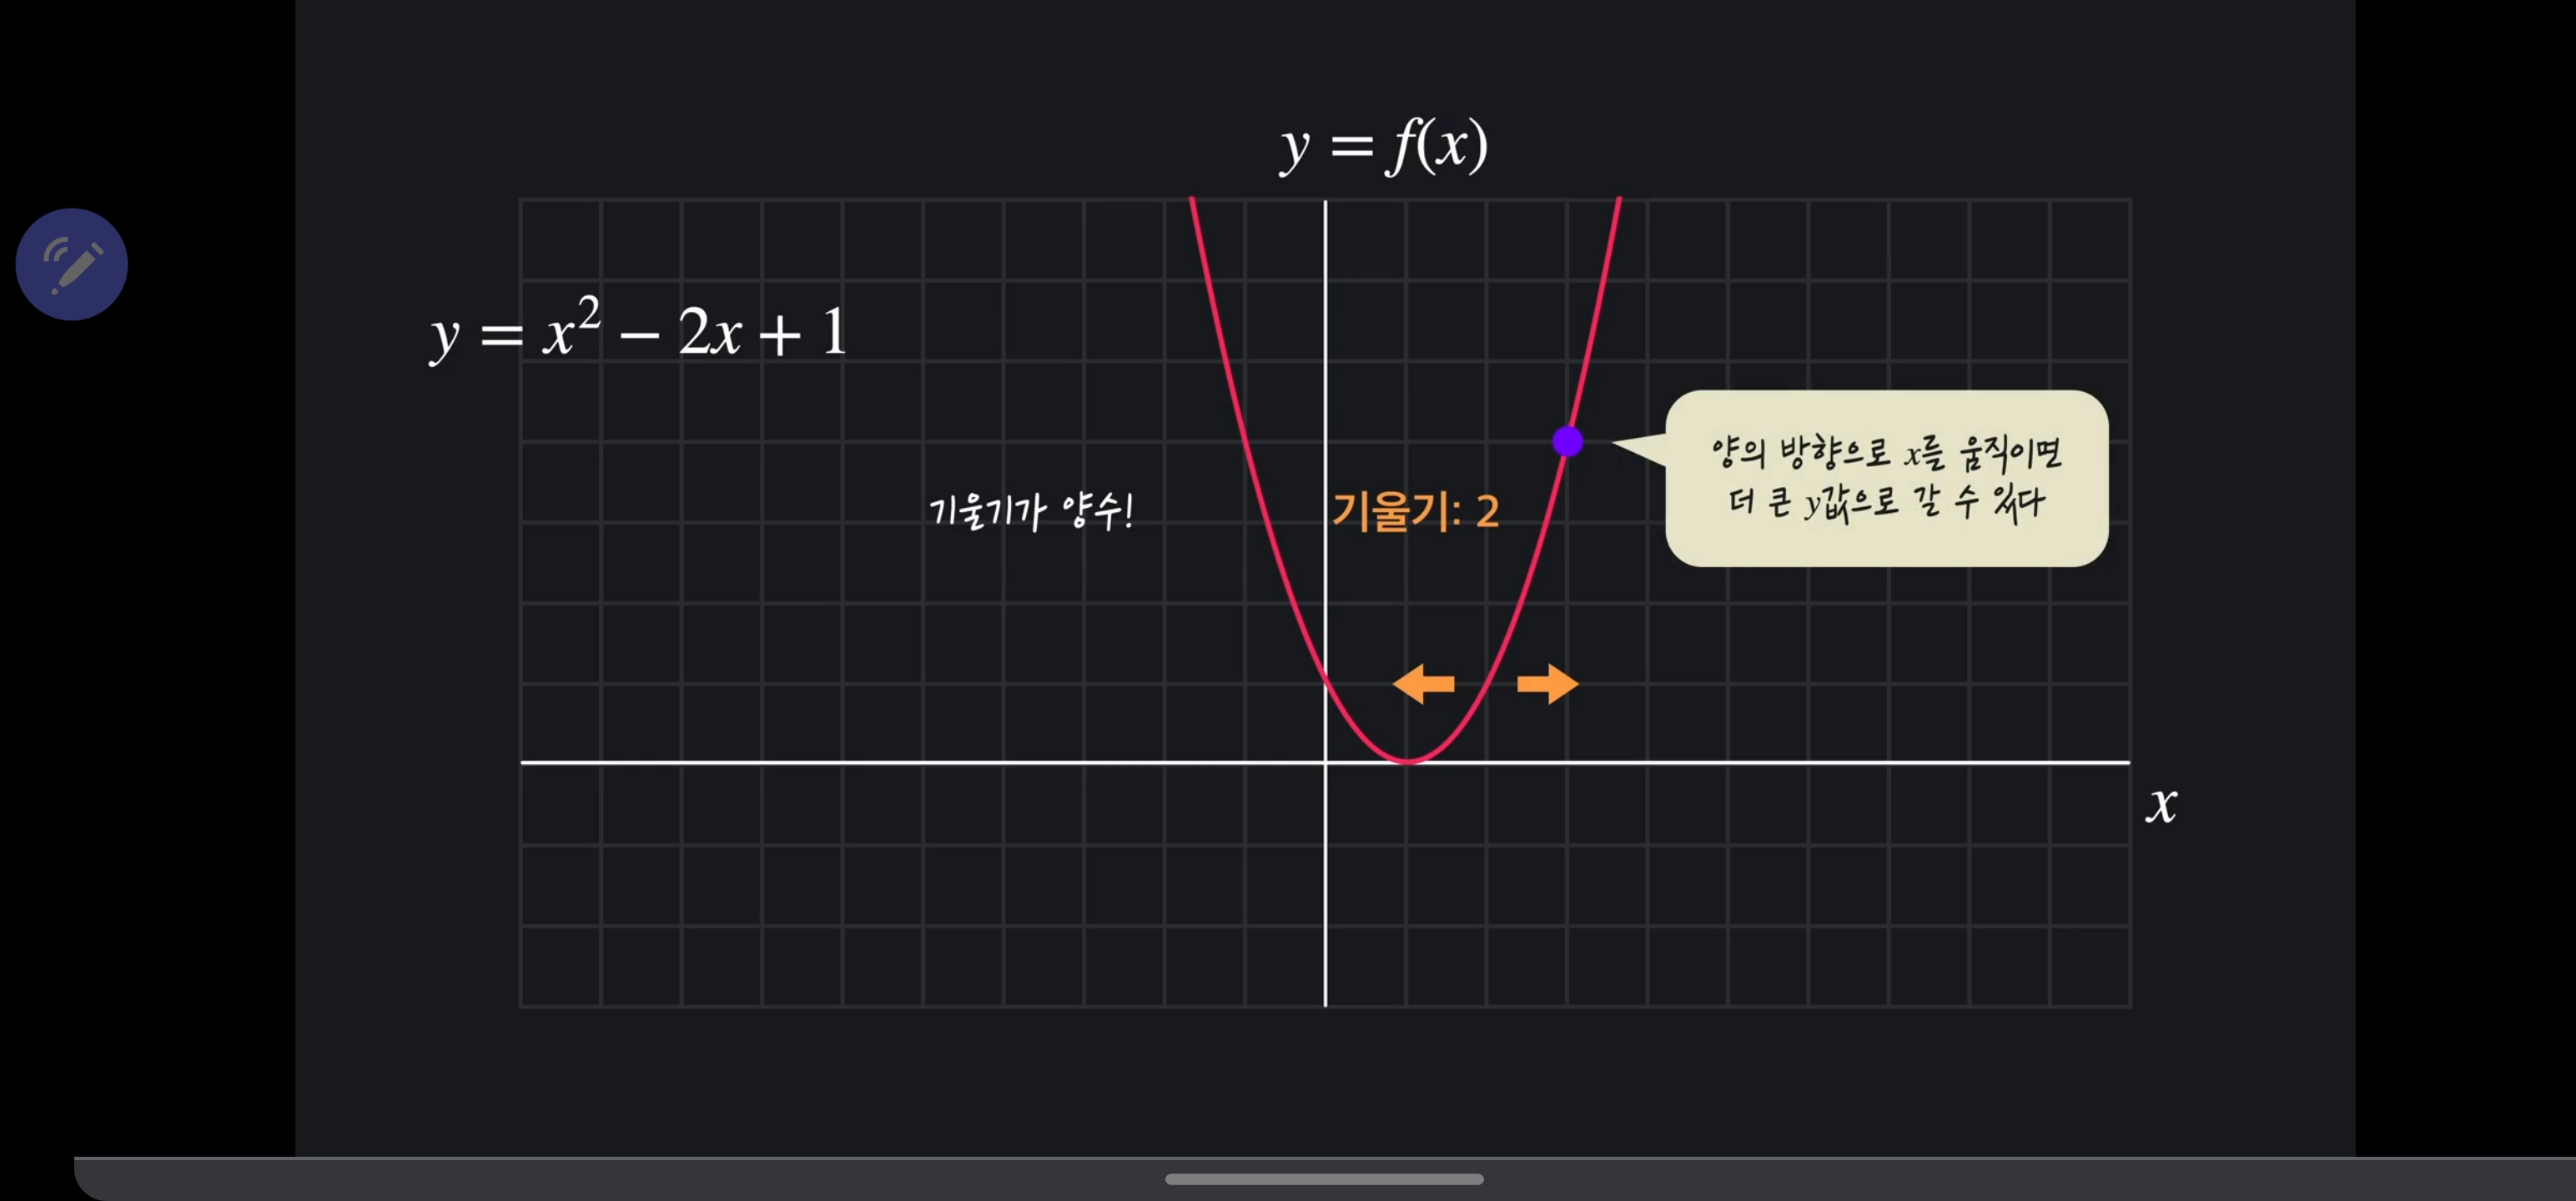 y = f(x)
y = x² − 2x + 1
기울기가 양수!
기울기: 2
양의 방향으로 x를 움직이면
더 큰 y값으로 갈 수 있다
x